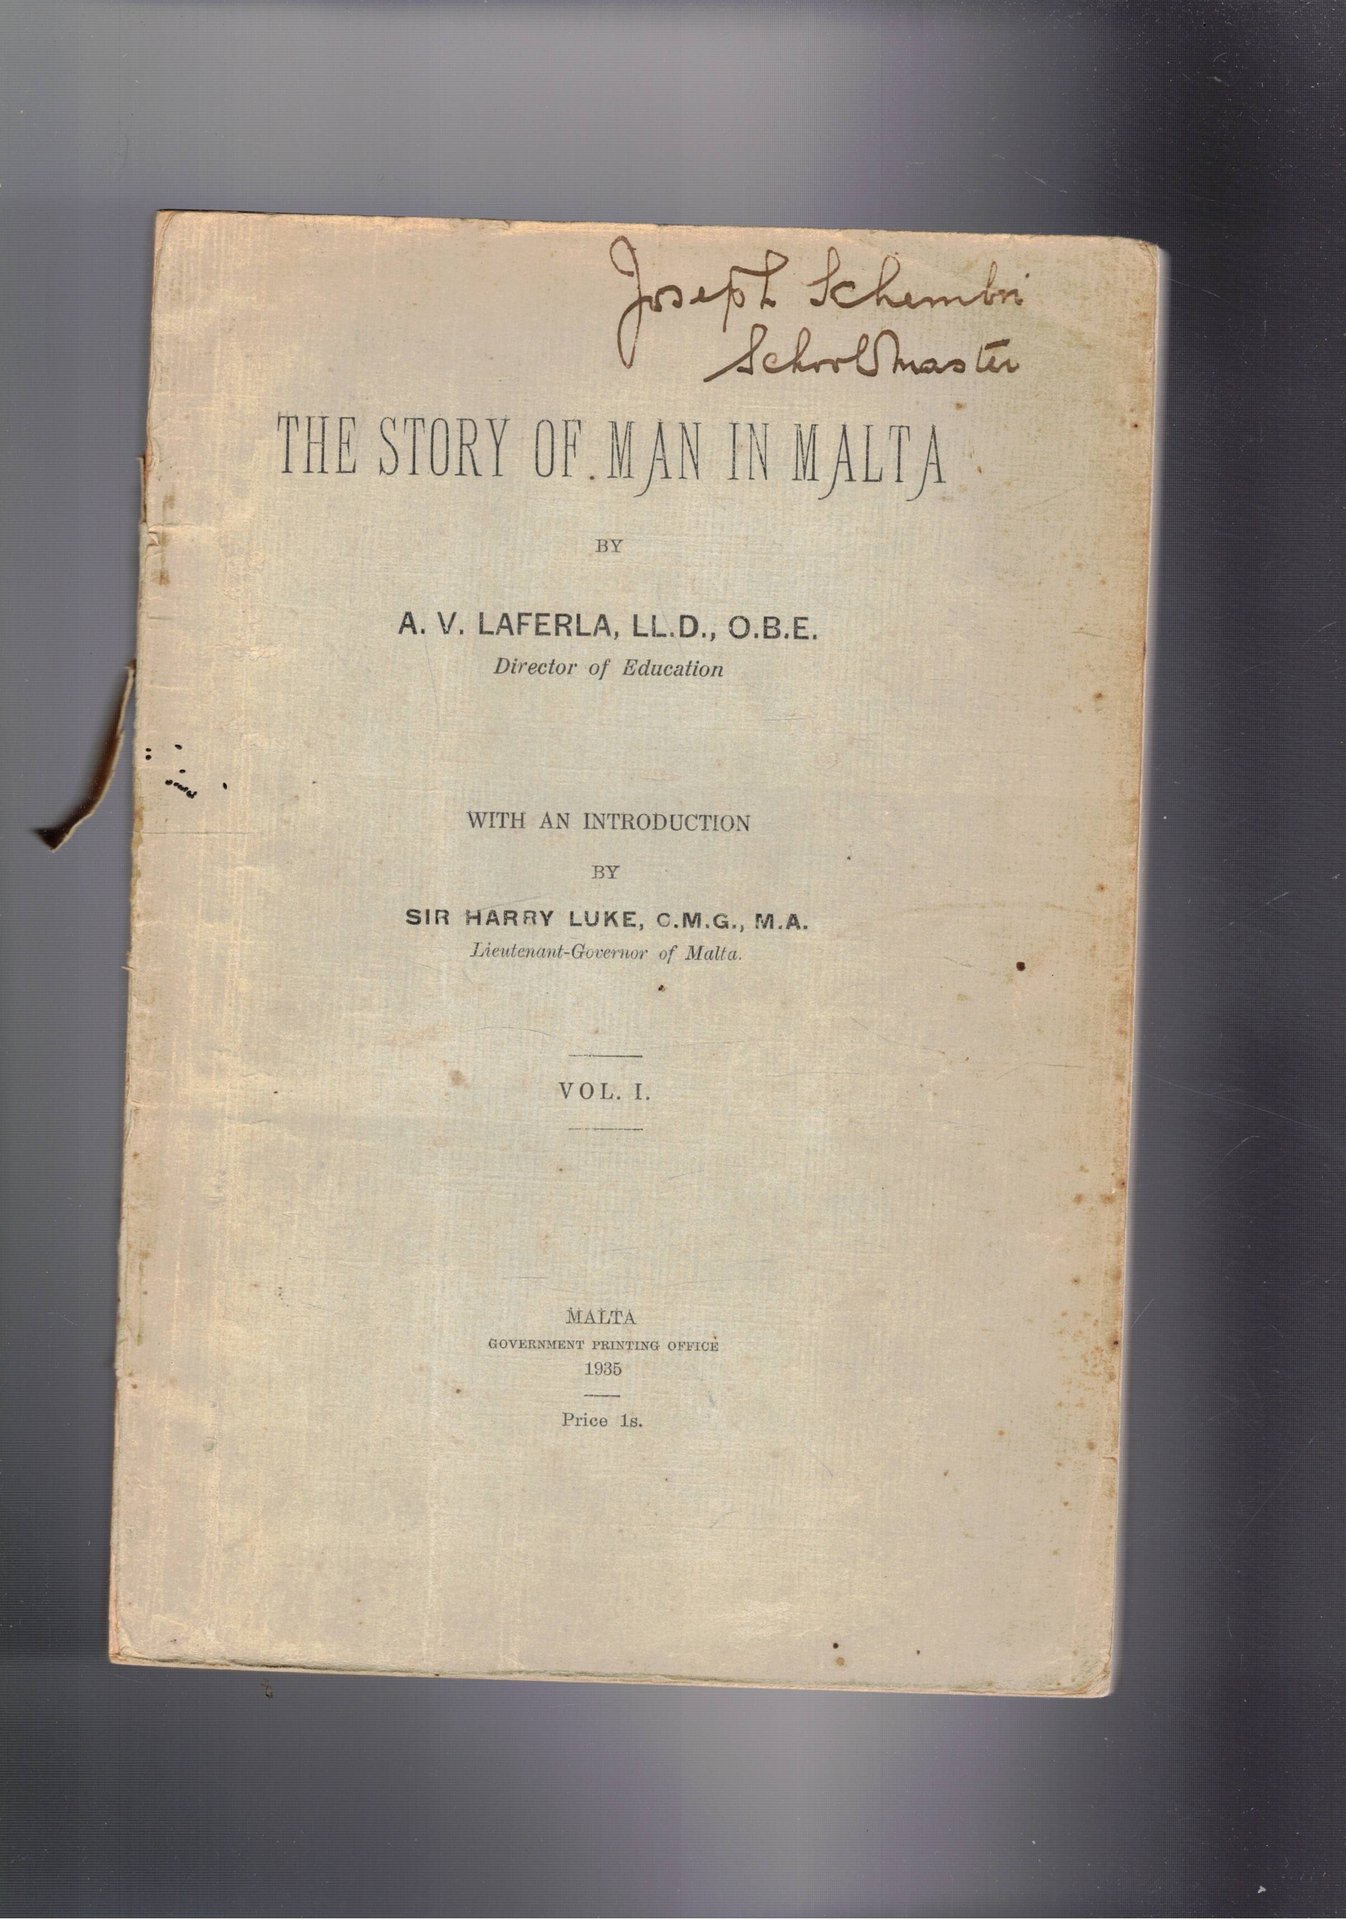 Joseph Schembri
Schoolmaster
THE STORY OF MAN IN MALTA
BY
A. V. LAFERLA, LL.D., O.B.E.
Director of Education
WITH AN INTRODUCTION
BY
SIR HARRY LUKE, C.M.G., M.A.
Lieutenant-Governor of Malta.
VOL. I.
MALTA
GOVERNMENT PRINTING OFFICE
1935
Price 1s.